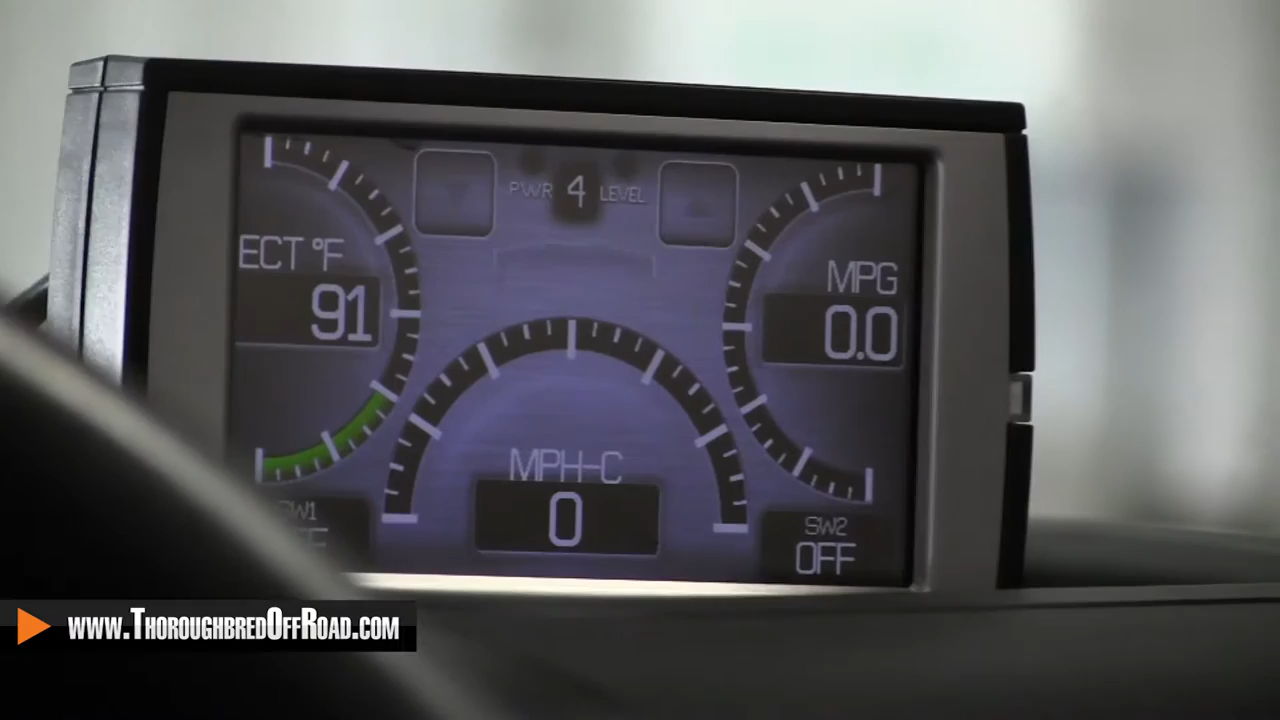 PWR 4 LEVEL
ECT °F
91
MPG
0.0
MPH-C
0
SW1
SW2
OFF
www.ThoroughbredOffRoad.com